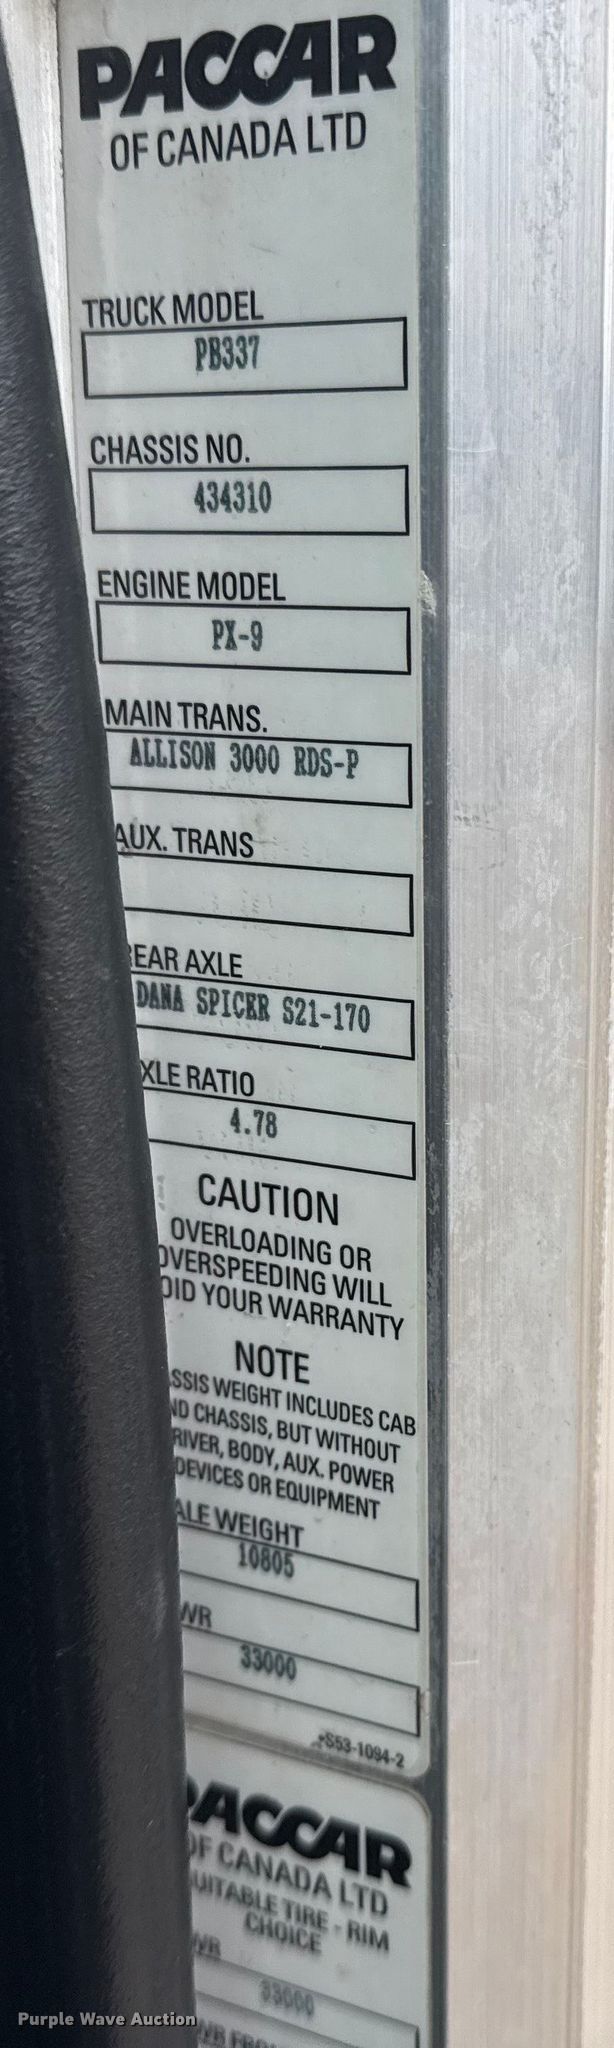 PACCAR
OF CANADA LTD
TRUCK MODEL
PB337
CHASSIS NO.
434310
ENGINE MODEL
PX-9
MAIN TRANS.
ALLISON 3000 RDS-P
AUX. TRANS
REAR AXLE
DANA SPICER S21-170
XLE RATIO
4.78
CAUTION
OVERLOADING OR
OVERSPEEDING WILL
OID YOUR WARRANTY
NOTE
ASSIS WEIGHT INCLUDES CAB
ND CHASSIS, BUT WITHOUT
RIVER, BODY, AUX. POWER
DEVICES OR EQUIPMENT
ALE WEIGHT
10805
WR
33000
S53-1094-2
PACCAR
OF CANADA LTD
UITABLE TIRE - RIM
CHOICE
WR
33000
Purple Wave Auction